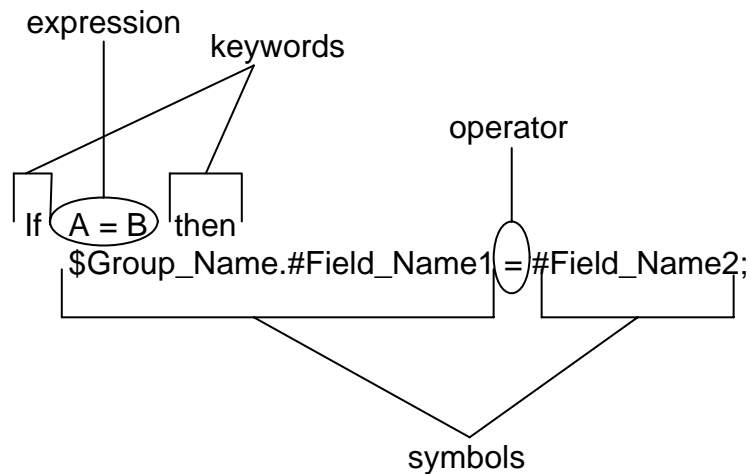 expression
keywords
operator
If A = B then
$Group_Name.#Field_Name1 = #Field_Name2;
symbols